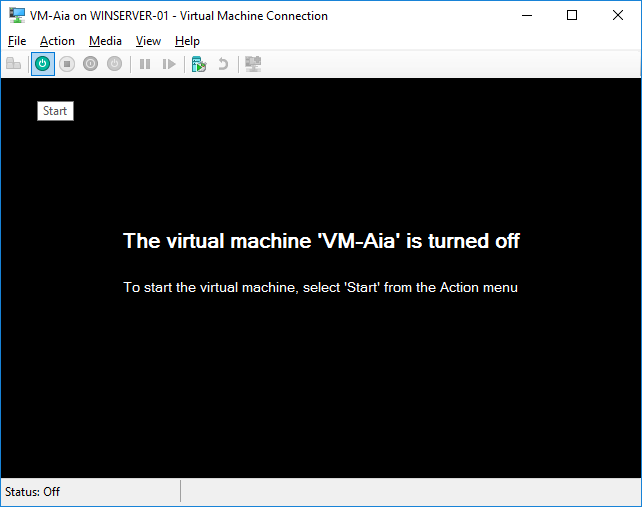 VM-Aia on WINSERVER-01 - Virtual Machine Connection
File Action Media View Help
Start
The virtual machine 'VM-Aia' is turned off
To start the virtual machine, select 'Start' from the Action menu
Status: Off